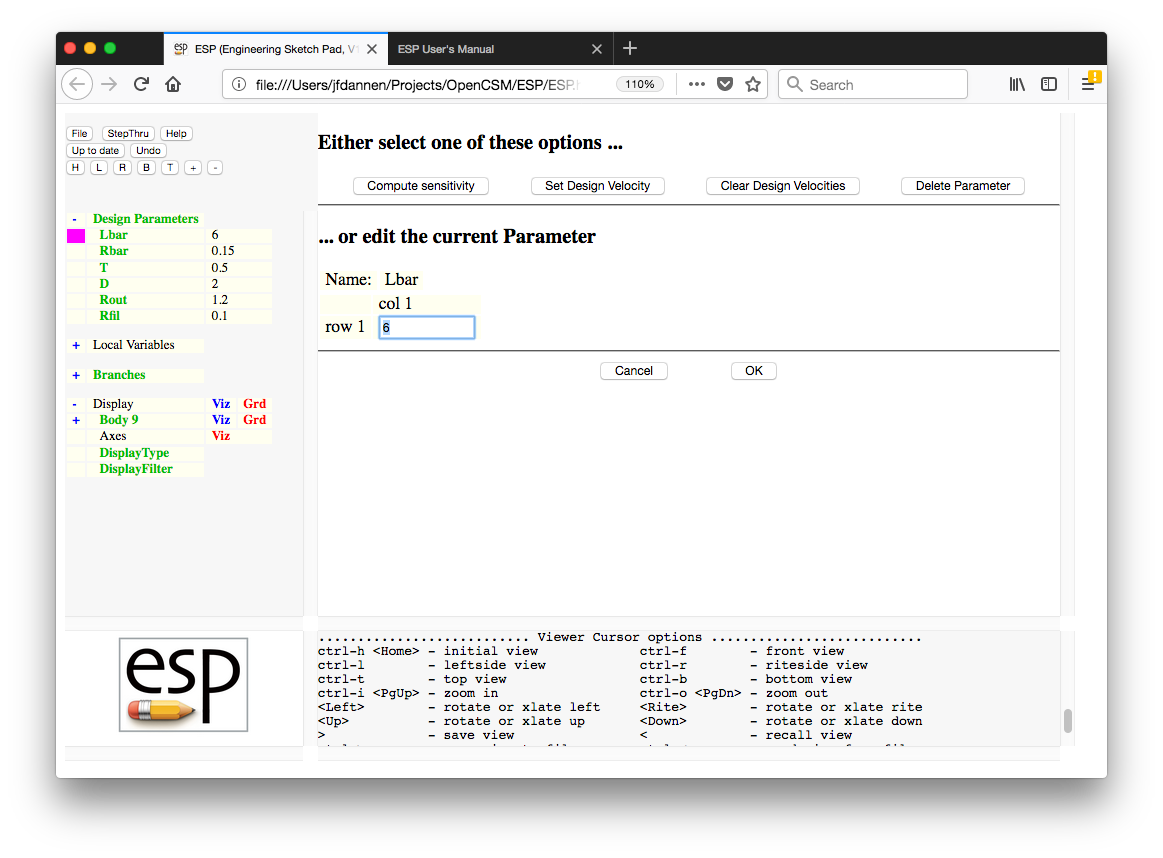 ESP (Engineering Sketch Pad, V1
ESP User's Manual
file:///Users/jfdannen/Projects/OpenCSM/ESP/ESP.
110%
Search
File StepThru Help
Up to date Undo
H L R B T + -
- Design Parameters
Lbar 6
Rbar 0.15
T 0.5
D 2
Rout 1.2
Rfil 0.1
+ Local Variables
+ Branches
- Display Viz Grd
+ Body 9 Viz Grd
Axes Viz
DisplayType
DisplayFilter
Either select one of these options ...
Compute sensitivity Set Design Velocity Clear Design Velocities Delete Parameter
... or edit the current Parameter
Name: Lbar
col 1
row 1 6
Cancel OK
esp
........................... Viewer Cursor options ...........................
ctrl-h <Home> - initial view ctrl-f - front view
ctrl-l - leftside view ctrl-r - riteside view
ctrl-t - top view ctrl-b - bottom view
ctrl-i <PgUp> - zoom in ctrl-o <PgDn> - zoom out
<Left> - rotate or xlate left <Rite> - rotate or xlate rite
<Up> - rotate or xlate up <Down> - rotate or xlate down
> - save view < - recall view